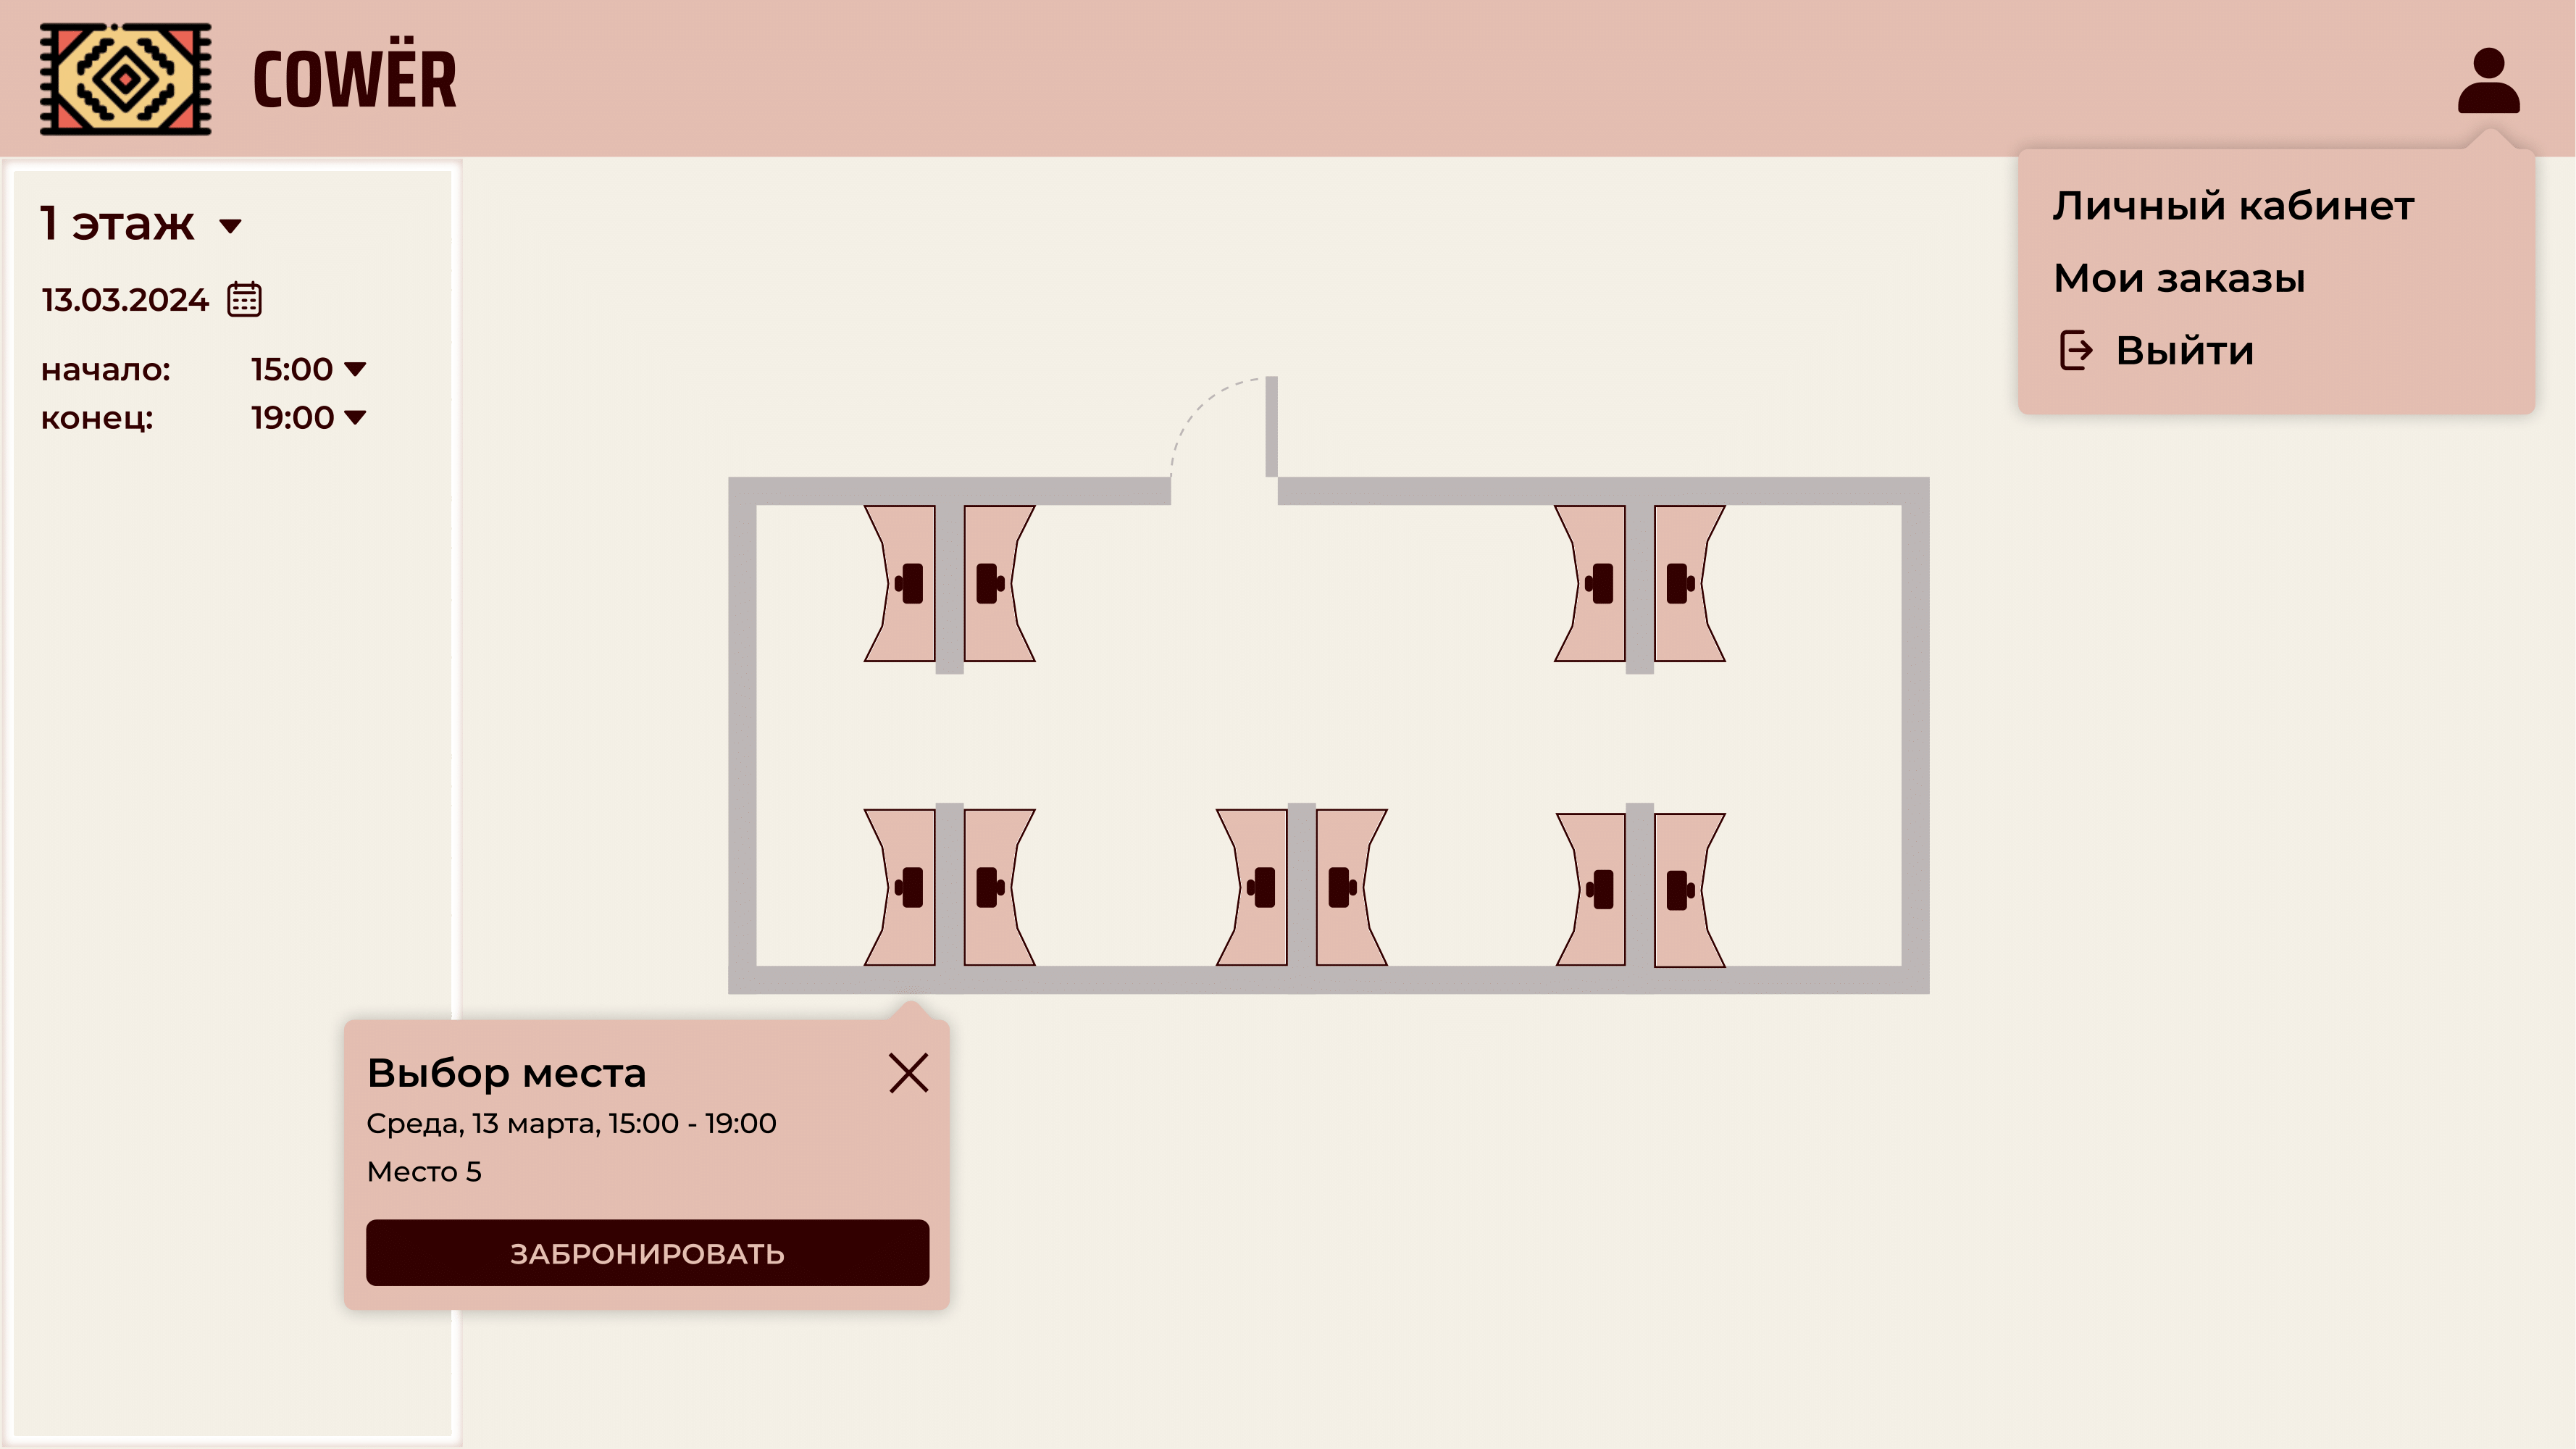 COWЁR
1 этаж
13.03.2024
начало: 15:00
конец: 19:00
Личный кабинет
Мои заказы
Выйти
Выбор места
Среда, 13 марта, 15:00 - 19:00
Место 5
ЗАБРОНИРОВАТЬ